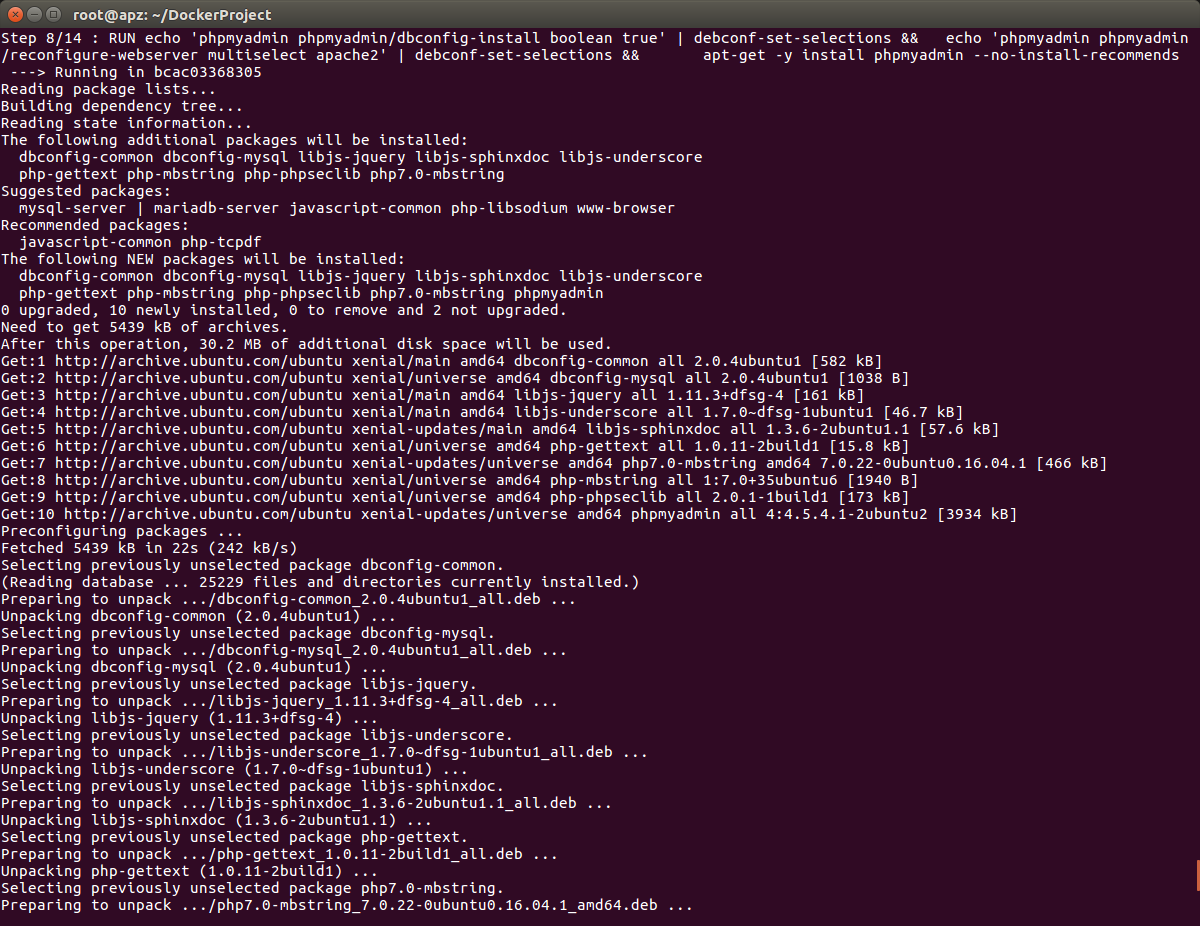 root@apz: ~/DockerProject
Step 8/14 : RUN echo 'phpmyadmin phpmyadmin/dbconfig-install boolean true' | debconf-set-selections &&   echo 'phpmyadmin phpmyadmin
/reconfigure-webserver multiselect apache2' | debconf-set-selections &&       apt-get -y install phpmyadmin --no-install-recommends
 ---> Running in bcac03368305
Reading package lists...
Building dependency tree...
Reading state information...
The following additional packages will be installed:
  dbconfig-common dbconfig-mysql libjs-jquery libjs-sphinxdoc libjs-underscore
  php-gettext php-mbstring php-phpseclib php7.0-mbstring
Suggested packages:
  mysql-server | mariadb-server javascript-common php-libsodium www-browser
Recommended packages:
  javascript-common php-tcpdf
The following NEW packages will be installed:
  dbconfig-common dbconfig-mysql libjs-jquery libjs-sphinxdoc libjs-underscore
  php-gettext php-mbstring php-phpseclib php7.0-mbstring phpmyadmin
0 upgraded, 10 newly installed, 0 to remove and 2 not upgraded.
Need to get 5439 kB of archives.
After this operation, 30.2 MB of additional disk space will be used.
Get:1 http://archive.ubuntu.com/ubuntu xenial/main amd64 dbconfig-common all 2.0.4ubuntu1 [582 kB]
Get:2 http://archive.ubuntu.com/ubuntu xenial/universe amd64 dbconfig-mysql all 2.0.4ubuntu1 [1038 B]
Get:3 http://archive.ubuntu.com/ubuntu xenial/main amd64 libjs-jquery all 1.11.3+dfsg-4 [161 kB]
Get:4 http://archive.ubuntu.com/ubuntu xenial/main amd64 libjs-underscore all 1.7.0~dfsg-1ubuntu1 [46.7 kB]
Get:5 http://archive.ubuntu.com/ubuntu xenial-updates/main amd64 libjs-sphinxdoc all 1.3.6-2ubuntu1.1 [57.6 kB]
Get:6 http://archive.ubuntu.com/ubuntu xenial/universe amd64 php-gettext all 1.0.11-2build1 [15.8 kB]
Get:7 http://archive.ubuntu.com/ubuntu xenial-updates/universe amd64 php7.0-mbstring amd64 7.0.22-0ubuntu0.16.04.1 [466 kB]
Get:8 http://archive.ubuntu.com/ubuntu xenial/universe amd64 php-mbstring all 1:7.0+35ubuntu6 [1940 B]
Get:9 http://archive.ubuntu.com/ubuntu xenial/universe amd64 php-phpseclib all 2.0.1-1build1 [173 kB]
Get:10 http://archive.ubuntu.com/ubuntu xenial-updates/universe amd64 phpmyadmin all 4:4.5.4.1-2ubuntu2 [3934 kB]
Preconfiguring packages ...
Fetched 5439 kB in 22s (242 kB/s)
Selecting previously unselected package dbconfig-common.
(Reading database ... 25229 files and directories currently installed.)
Preparing to unpack .../dbconfig-common_2.0.4ubuntu1_all.deb ...
Unpacking dbconfig-common (2.0.4ubuntu1) ...
Selecting previously unselected package dbconfig-mysql.
Preparing to unpack .../dbconfig-mysql_2.0.4ubuntu1_all.deb ...
Unpacking dbconfig-mysql (2.0.4ubuntu1) ...
Selecting previously unselected package libjs-jquery.
Preparing to unpack .../libjs-jquery_1.11.3+dfsg-4_all.deb ...
Unpacking libjs-jquery (1.11.3+dfsg-4) ...
Selecting previously unselected package libjs-underscore.
Preparing to unpack .../libjs-underscore_1.7.0~dfsg-1ubuntu1_all.deb ...
Unpacking libjs-underscore (1.7.0~dfsg-1ubuntu1) ...
Selecting previously unselected package libjs-sphinxdoc.
Preparing to unpack .../libjs-sphinxdoc_1.3.6-2ubuntu1.1_all.deb ...
Unpacking libjs-sphinxdoc (1.3.6-2ubuntu1.1) ...
Selecting previously unselected package php-gettext.
Preparing to unpack .../php-gettext_1.0.11-2build1_all.deb ...
Unpacking php-gettext (1.0.11-2build1) ...
Selecting previously unselected package php7.0-mbstring.
Preparing to unpack .../php7.0-mbstring_7.0.22-0ubuntu0.16.04.1_amd64.deb ...